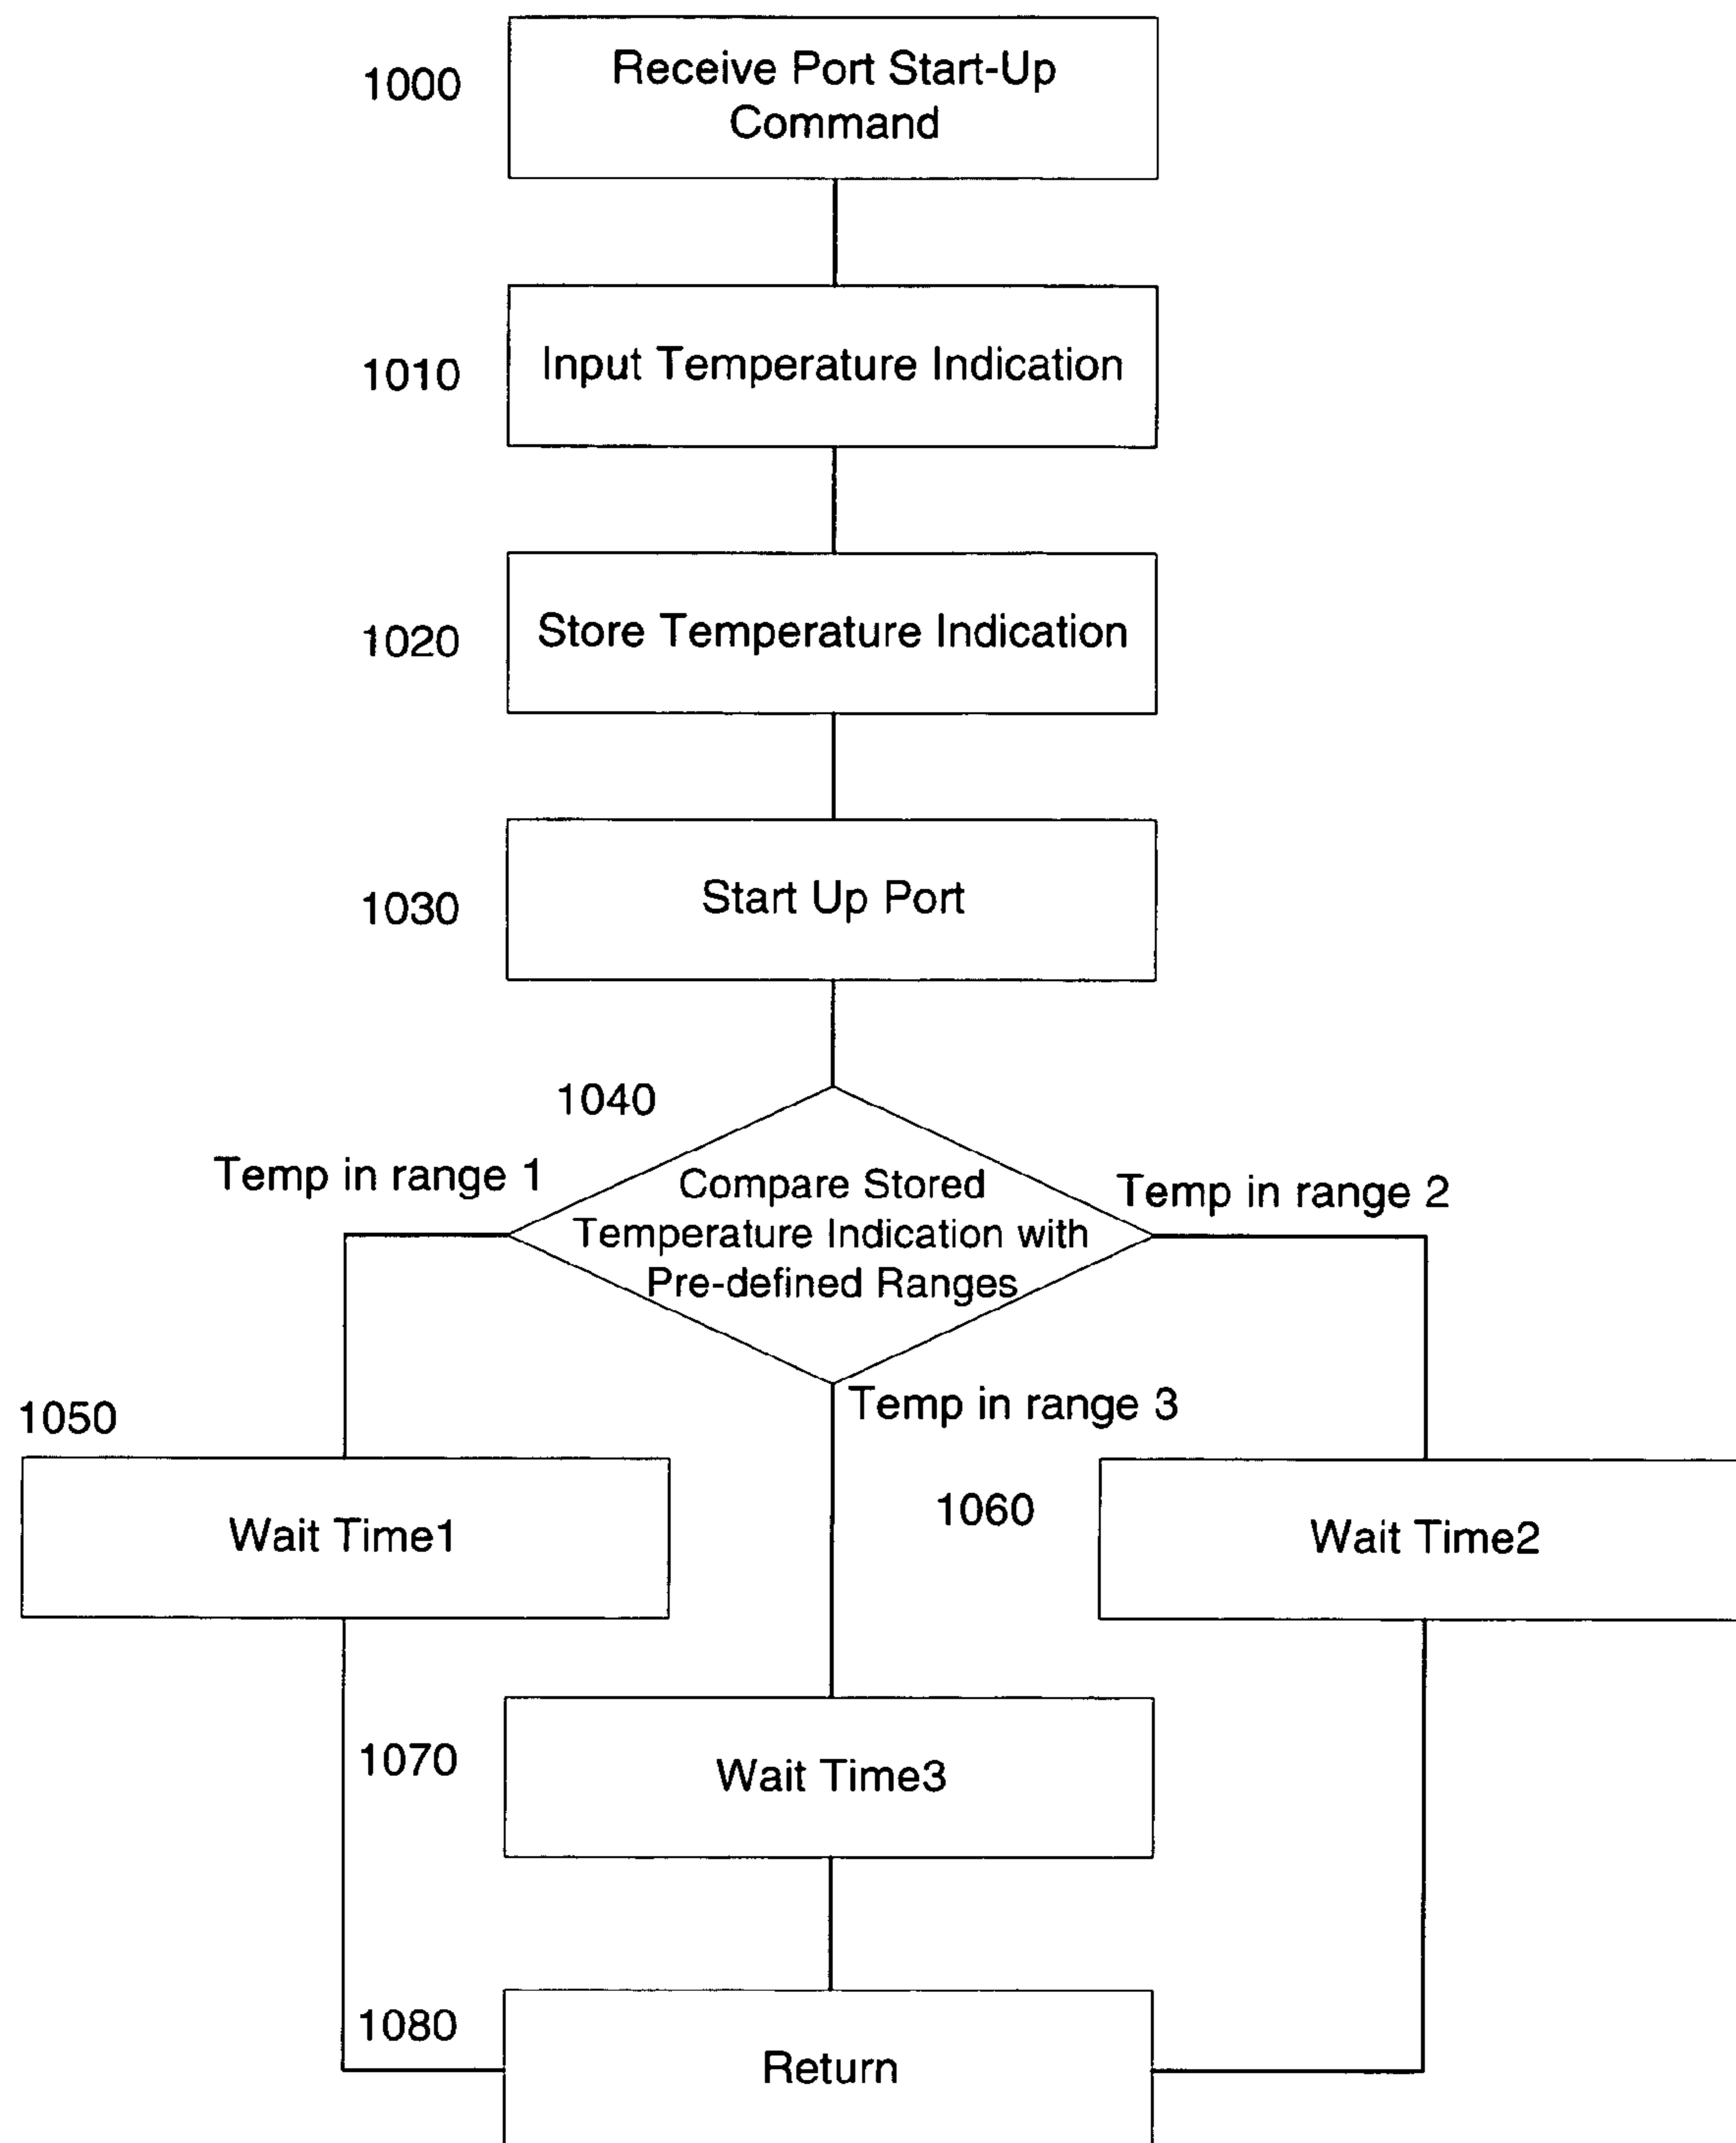 1000
Receive Port Start-Up
Command
1010
Input Temperature Indication
1020
Store Temperature Indication
1030
Start Up Port
1040
Temp in range 1
Compare Stored
Temperature Indication with
Pre-defined Ranges
Temp in range 2
Temp in range 3
1050
Wait Time1
1060
Wait Time2
1070
Wait Time3
1080
Return